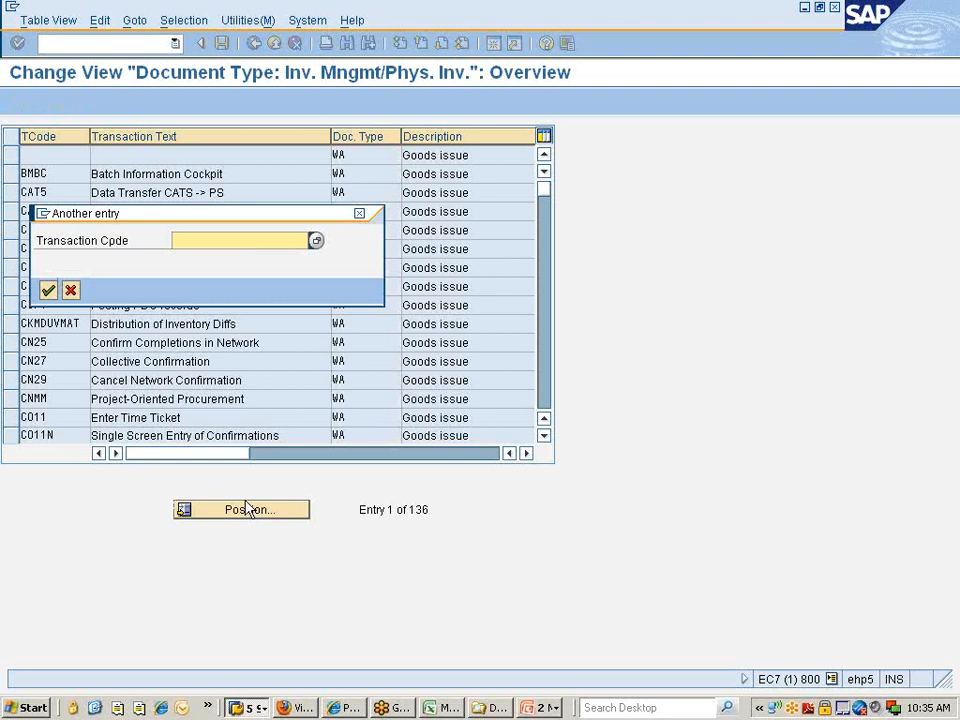 Table View Edit Goto Selection Utilities(M) System Help
SAP
Change View "Document Type: Inv. Mngmt/Phys. Inv.": Overview
TCode Transaction Text Doc. Type Description
WA Goods issue
BMBC Batch Information Cockpit WA Goods issue
CAT5 Data Transfer CATS -> PS WA Goods issue
Goods issue
Another entry
Goods issue
Transaction Cpde
Goods issue
Goods issue
Goods issue
WA Goods issue
CKMDUVMAT Distribution of Inventory Diffs WA Goods issue
CN25 Confirm Completions in Network WA Goods issue
CN27 Collective Confirmation WA Goods issue
CN29 Cancel Network Confirmation WA Goods issue
CNMM Project-Oriented Procurement WA Goods issue
CO11 Enter Time Ticket WA Goods issue
CO11N Single Screen Entry of Confirmations WA Goods issue
Position... Entry 1 of 136
EC7 (1) 800 ehp5 INS
Start » 5 S... Vi... P... G... M... D... 2 M Search Desktop « 10:35 AM